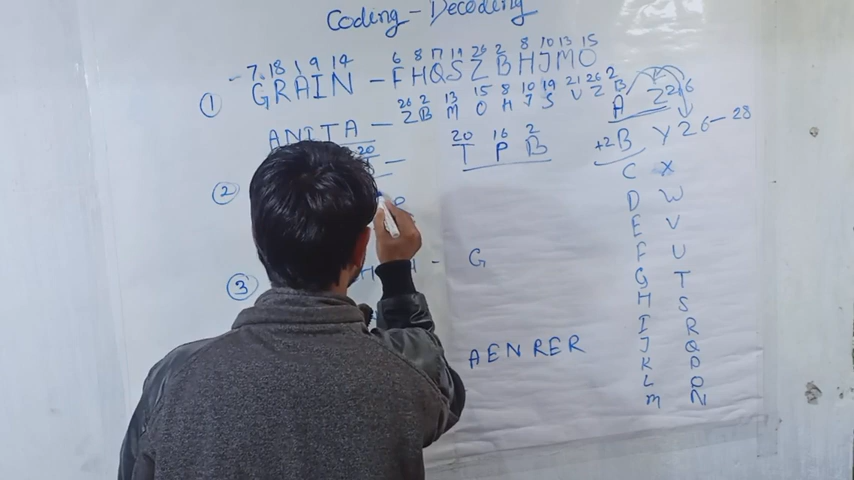 Coding - Decoding
7 18 1 9 14 6 8 17 19 26 2 8 10 13 15
① GRAIN - FHQSZBHJMO
26 2 13 15 8 10 19 21 26 2
ANITA - ZBMOHJSUZB
20 20 16 2
- T P B
②
③ H - G
AENRER
A Z 26
+2 B Y 26 - 28
C X
D W
E V
F U
G T
H S
I R
J Q
K P
L O
M N